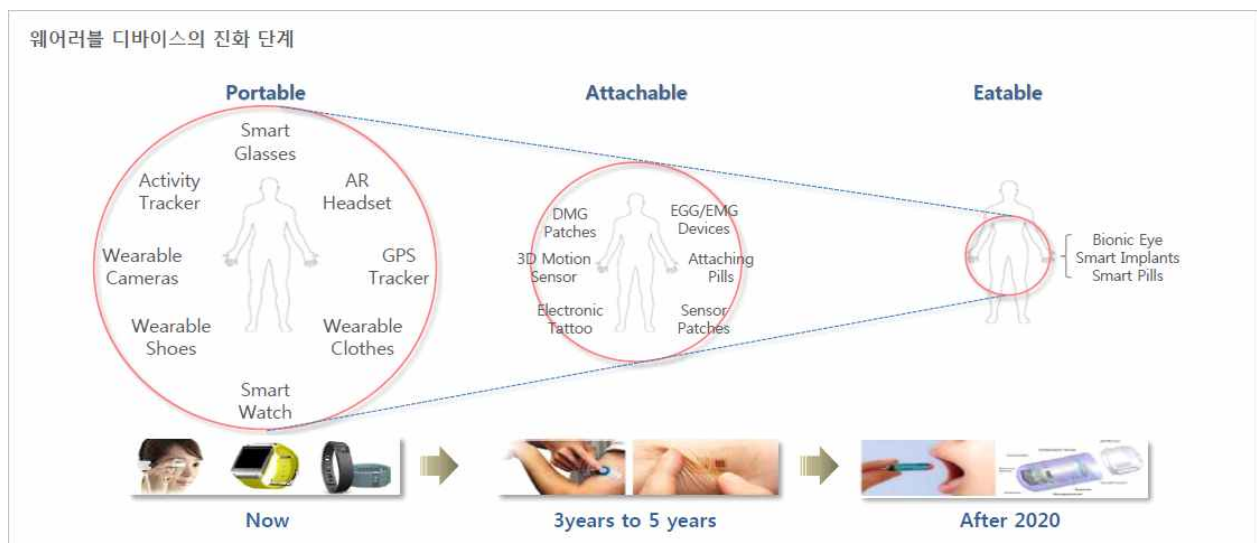 웨어러블 디바이스의 진화 단계
Portable
Attachable
Eatable
Smart
Glasses
Activity
Tracker
AR
Headset
Wearable
Cameras
GPS
Tracker
Wearable
Shoes
Wearable
Clothes
Smart
Watch
DMG
Patches
EGG/EMG
Devices
3D Motion
Sensor
Attaching
Pills
Electronic
Tattoo
Sensor
Patches
Bionic Eye
Smart Implants
Smart Pills
Now
3years to 5 years
After 2020